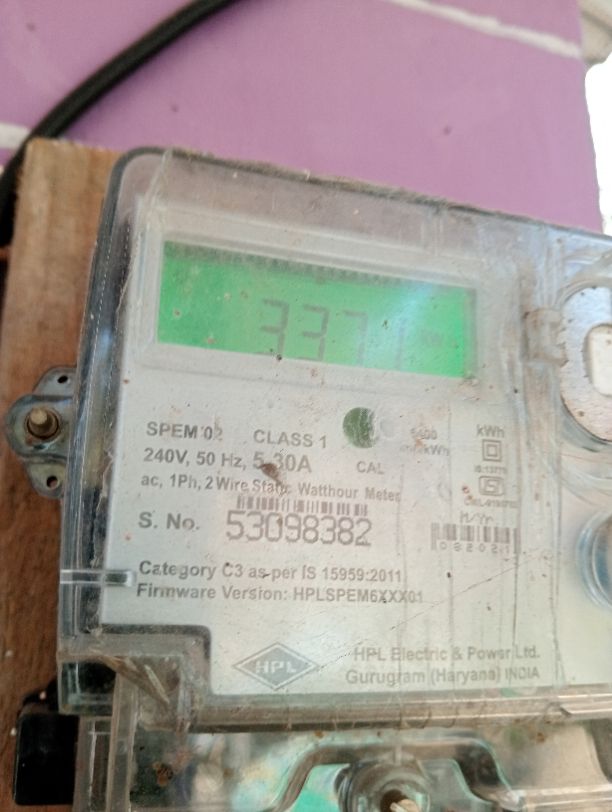 SPEM 02 CLASS 1
240V, 50 Hz, 5-30A CAL
kWh
ac, 1Ph, 2 Wire Static Watthour Meter
S. No. 53098382
M/Yr
082021
Category C3 as per IS 15959:2011
Firmware Version: HPLSPEM6XXX01
HPL
HPL Electric & Power Ltd.
Gurugram (Haryana) INDIA